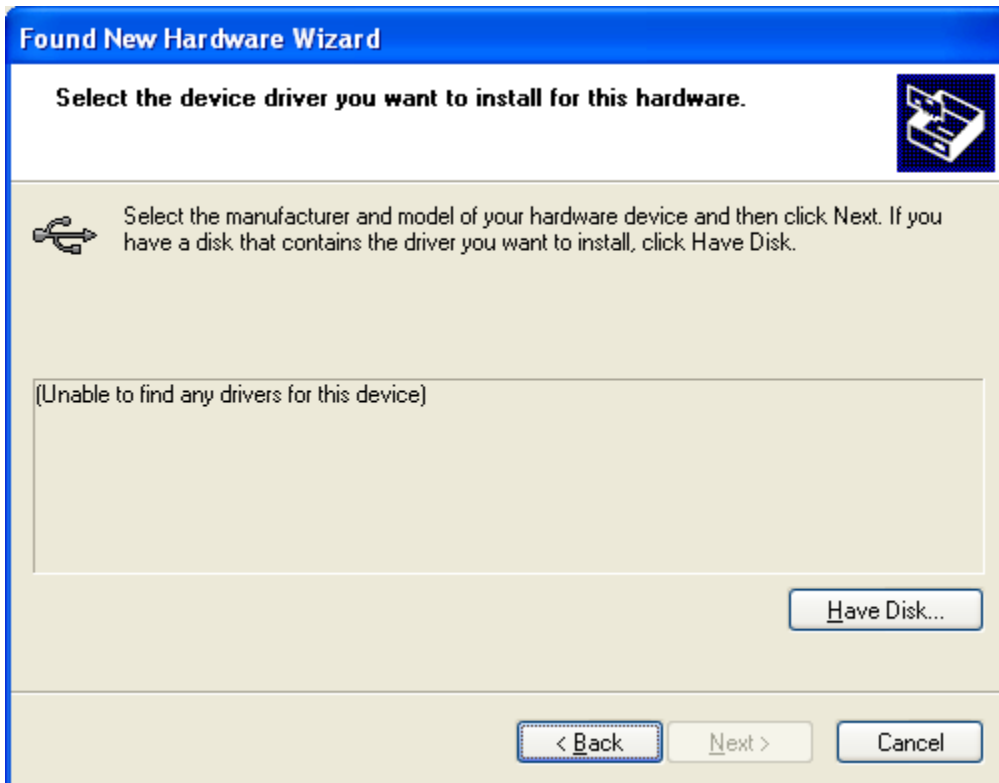 Found New Hardware Wizard
Select the device driver you want to install for this hardware.
Select the manufacturer and model of your hardware device and then click Next. If you
have a disk that contains the driver you want to install, click Have Disk.
(Unable to find any drivers for this device)
Have Disk...
< Back
Next >
Cancel